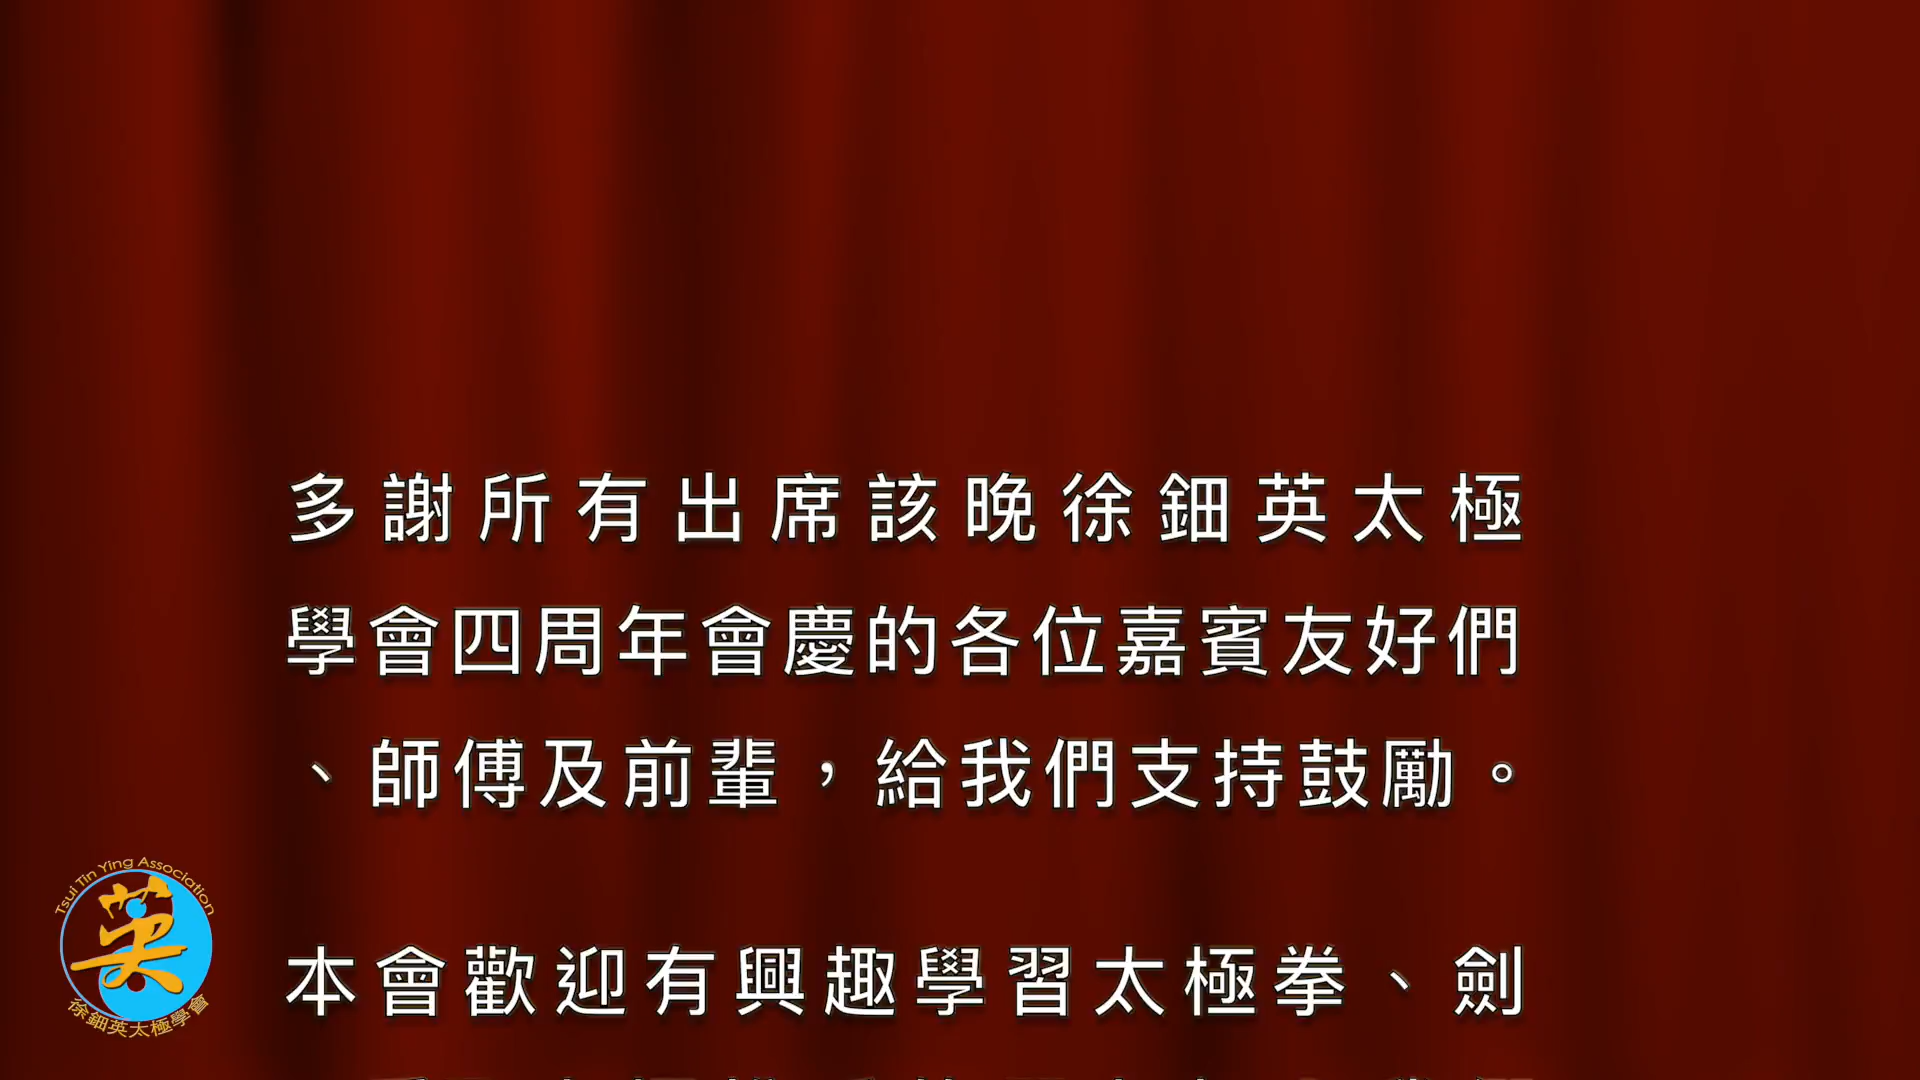 多謝所有出席該晚徐鈿英太極
學會四周年會慶的各位嘉賓友好們
、師傅及前輩，給我們支持鼓勵。
本會歡迎有興趣學習太極拳、劍
Tsui Tin Ying Association
英
徐鈿英太極學會